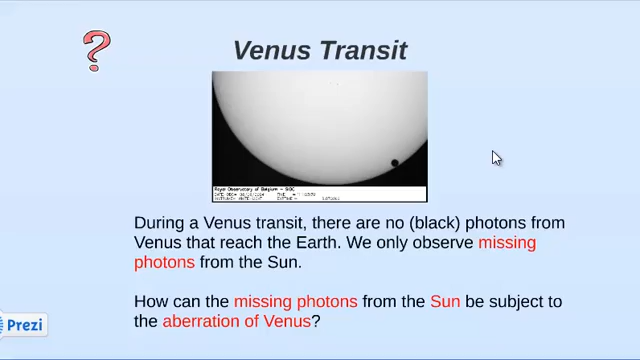 ?
Venus Transit
Royal Observatory of Belgium - SIDC
During a Venus transit, there are no (black) photons from
Venus that reach the Earth. We only observe missing
photons from the Sun.
How can the missing photons from the Sun be subject to
the aberration of Venus?
Prezi